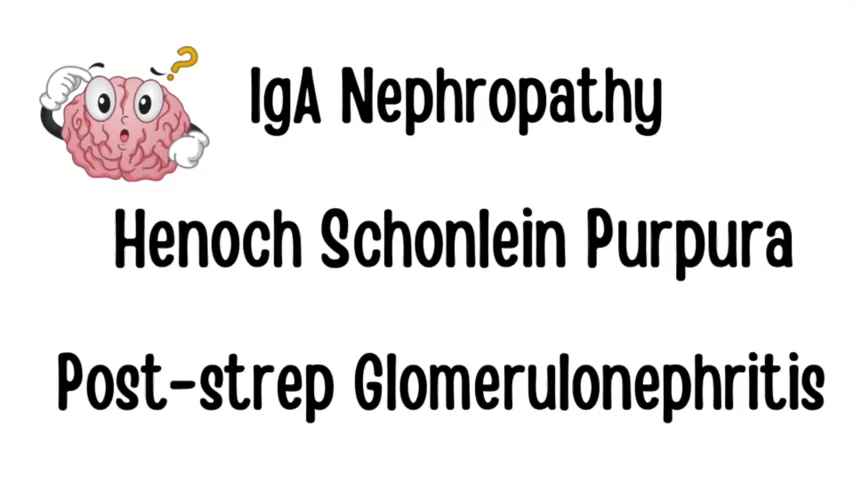 IgA Nephropathy
Henoch Schonlein Purpura
Post-strep Glomerulonephritis